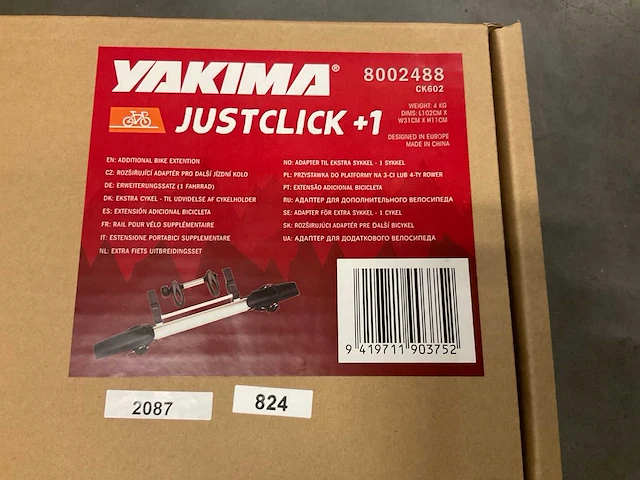 YAKIMA®
8002488
CK602
JUSTCLICK +1
WEIGHT: 4 KG
DIMS: L102CM X
W31CM X H11CM
DESIGNED IN EUROPE
MADE IN CHINA
EN: ADDITIONAL BIKE EXTENTION
CZ: ROZŠIŘUJÍCÍ ADAPTÉR PRO DALŠÍ JÍZDNÍ KOLO
DE: ERWEITERUNGSSATZ (1 FAHRRAD)
DK: EKSTRA CYKEL - TIL UDVIDELSE AF CYKELHOLDER
ES: EXTENSIÓN ADICIONAL BICICLETA
FR: RAIL POUR VÉLO SUPPLÉMENTAIRE
IT: ESTENSIONE PORTABICI SUPPLEMENTARE
NL: EXTRA FIETS UITBREIDINGSSET
NO: ADAPTER TIL EKSTRA SYKKEL - 1 SYKKEL
PL: PRZYSTAWKA DO PLATFORMY NA 3-CI LUB 4-TY ROWER
PT: EXTENSÃO ADICIONAL BICICLETA
RU: АДАПТЕР ДЛЯ ДОПОЛНИТЕЛЬНОГО ВЕЛОСИПЕДА
SE: ADAPTER FÖR EXTRA SYKKEL - 1 CYKEL
SK: ROZŠIRUJÚCI ADAPTÉR PRE ĎALŠÍ BICYKEL
UA: АДАПТЕР ДЛЯ ДОДАТКОВОГО ВЕЛОСИПЕДА
9 419711 903752
2087
824